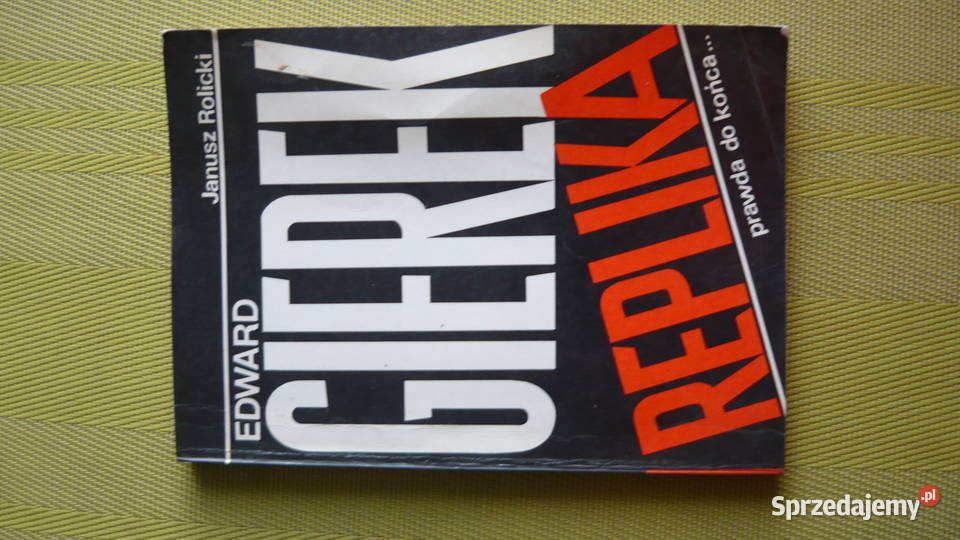 Janusz Rolicki
EDWARD
GIEREK
REPLIKA
prawda do końca...
Sprzedajemy.pl